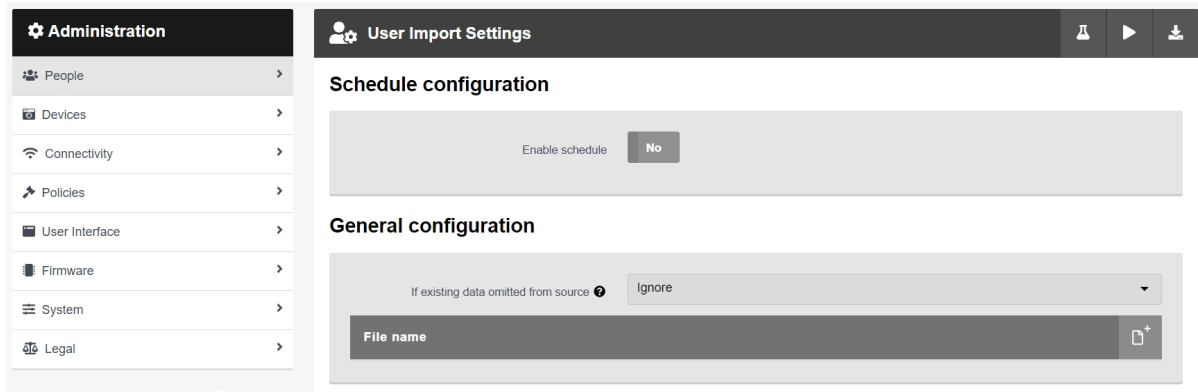 Administration
People
Devices
Connectivity
Policies
User Interface
Firmware
System
Legal
User Import Settings
Schedule configuration
Enable schedule No
General configuration
If existing data omitted from source ? Ignore
File name